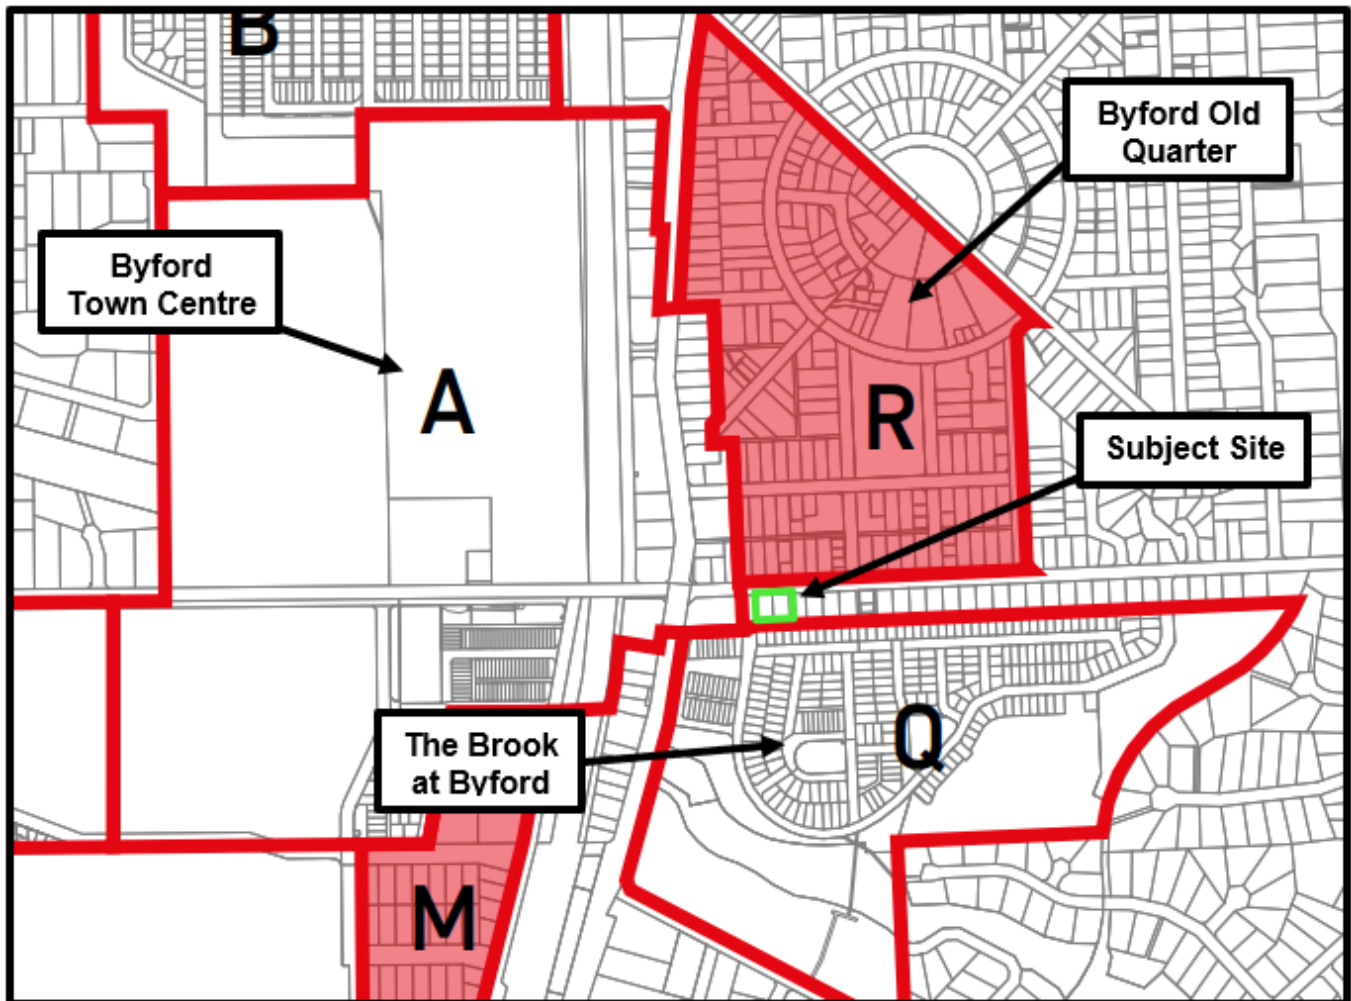 B
Byford Old
Quarter
Byford
Town Centre
A
R
Subject Site
The Brook
at Byford
Q
M